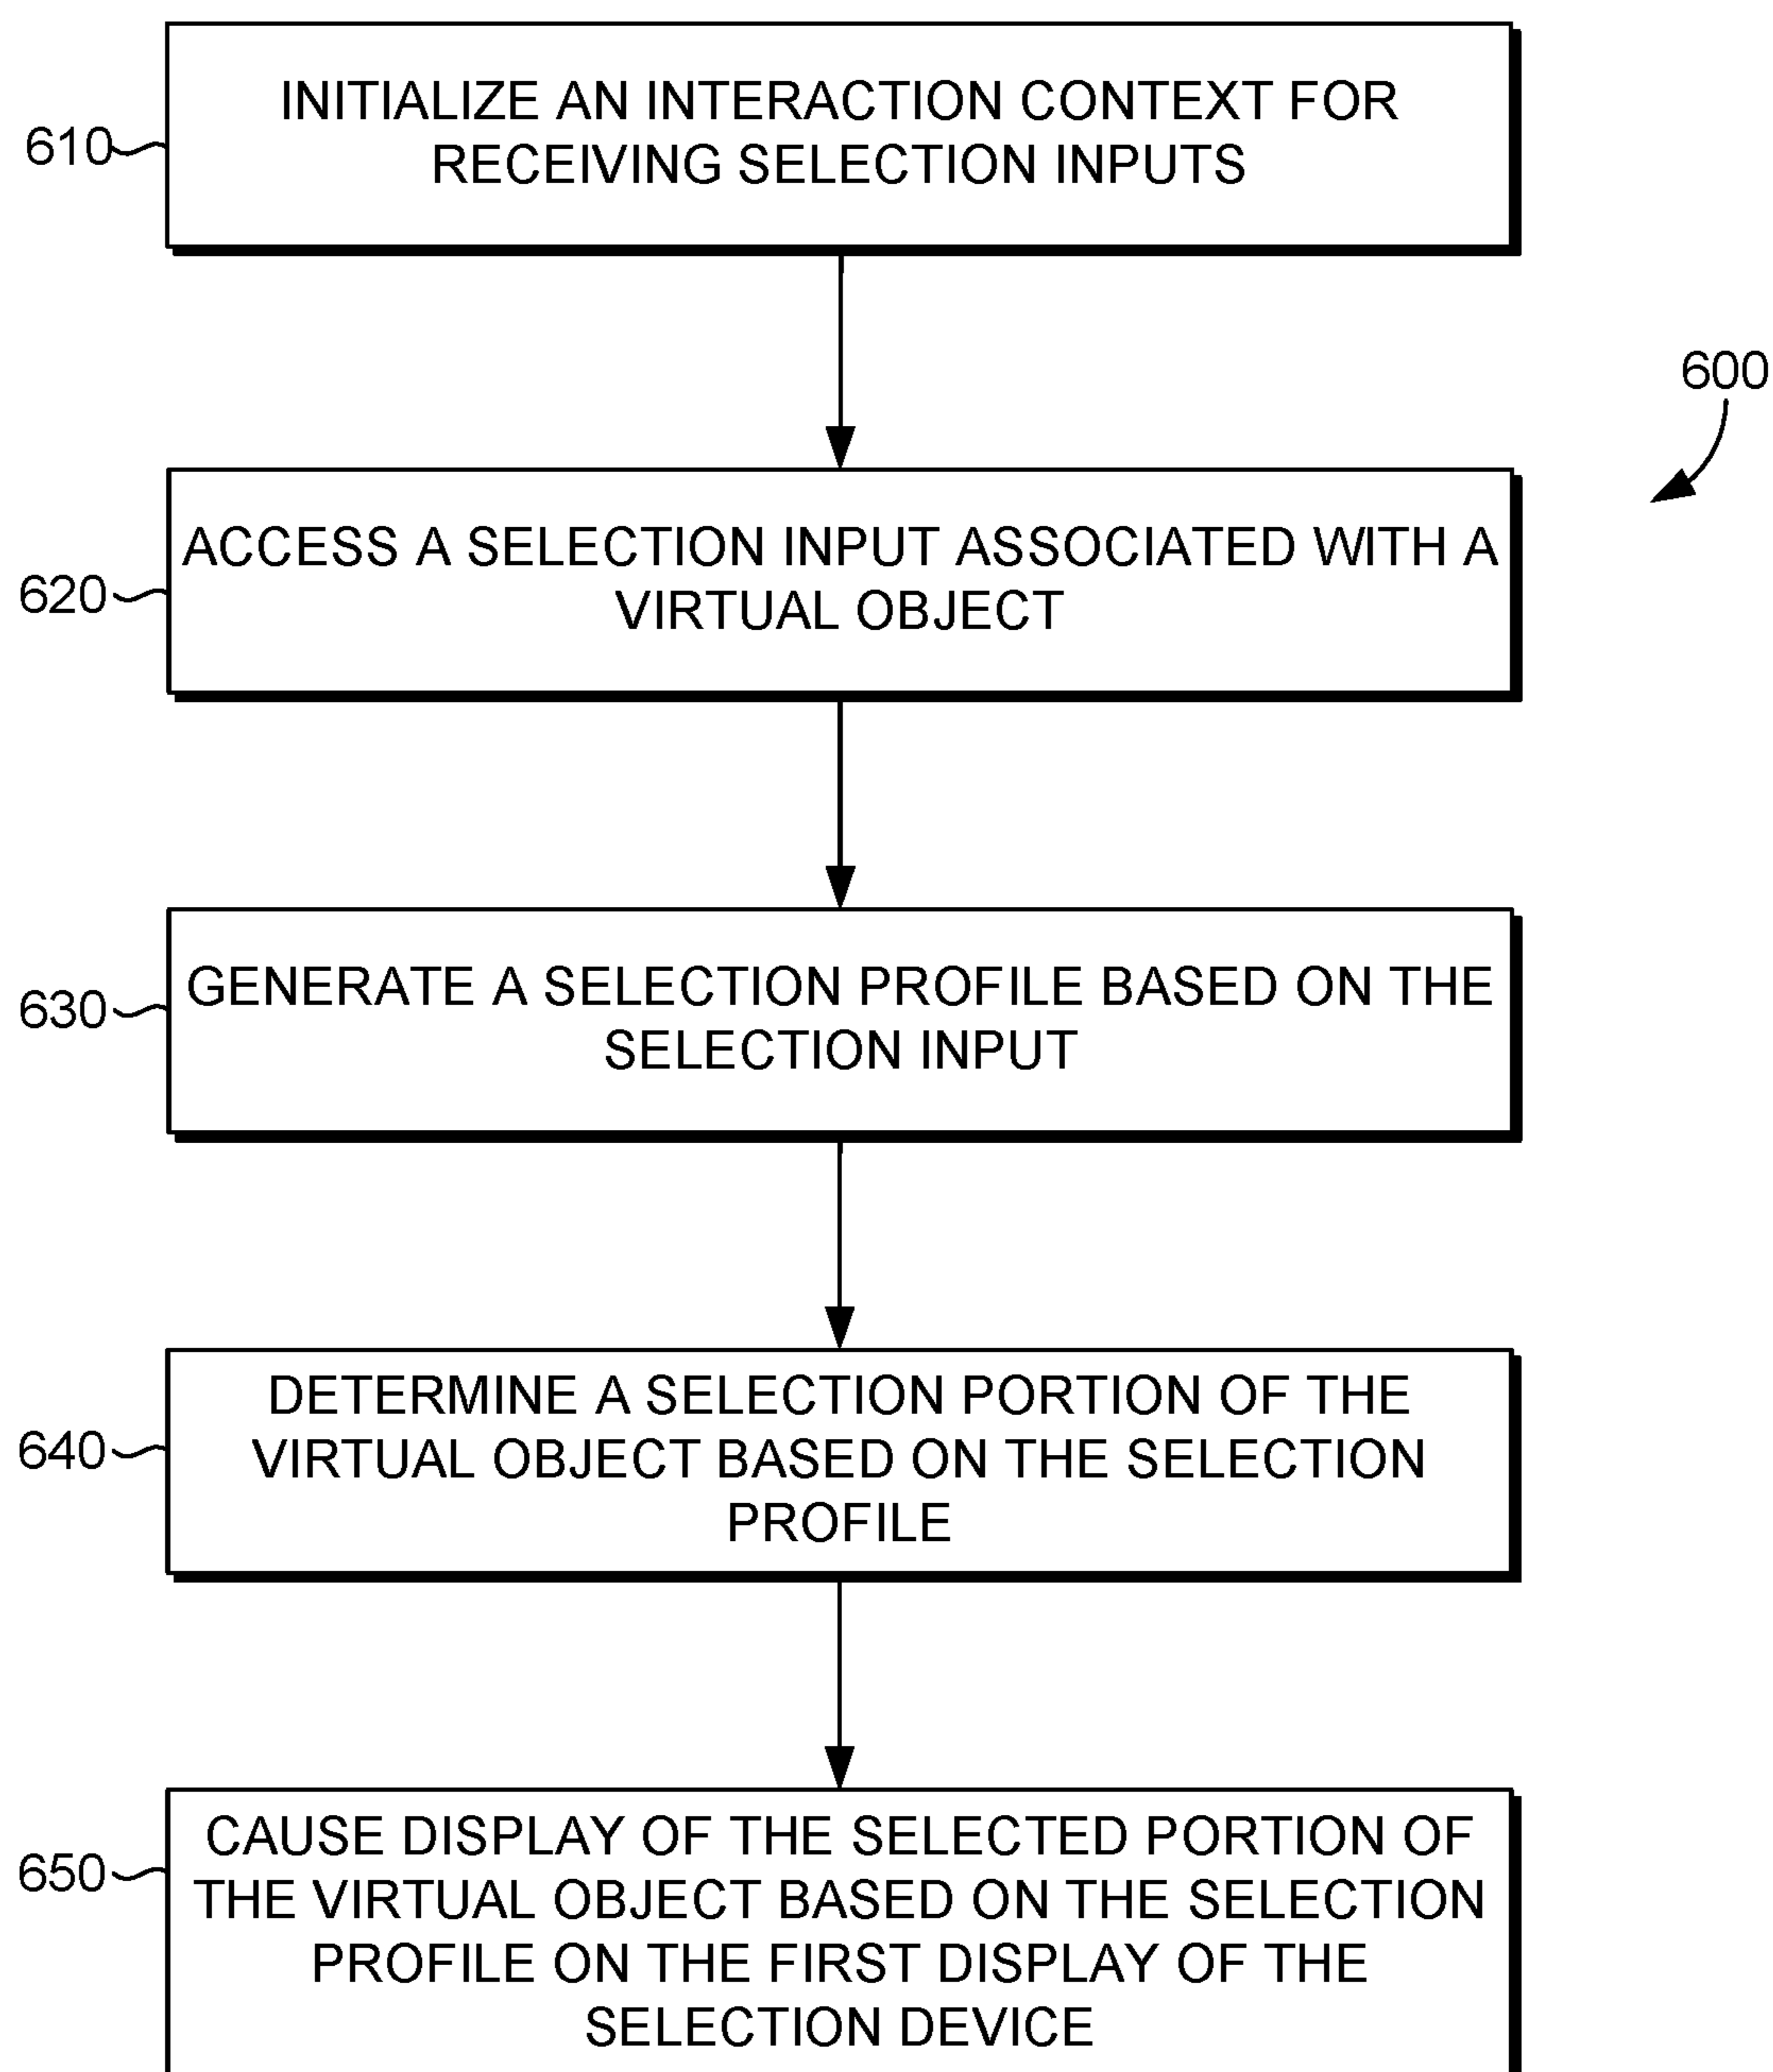 610
INITIALIZE AN INTERACTION CONTEXT FOR
RECEIVING SELECTION INPUTS
600
620
ACCESS A SELECTION INPUT ASSOCIATED WITH A
VIRTUAL OBJECT
630
GENERATE A SELECTION PROFILE BASED ON THE
SELECTION INPUT
640
DETERMINE A SELECTION PORTION OF THE
VIRTUAL OBJECT BASED ON THE SELECTION
PROFILE
650
CAUSE DISPLAY OF THE SELECTED PORTION OF
THE VIRTUAL OBJECT BASED ON THE SELECTION
PROFILE ON THE FIRST DISPLAY OF THE
SELECTION DEVICE